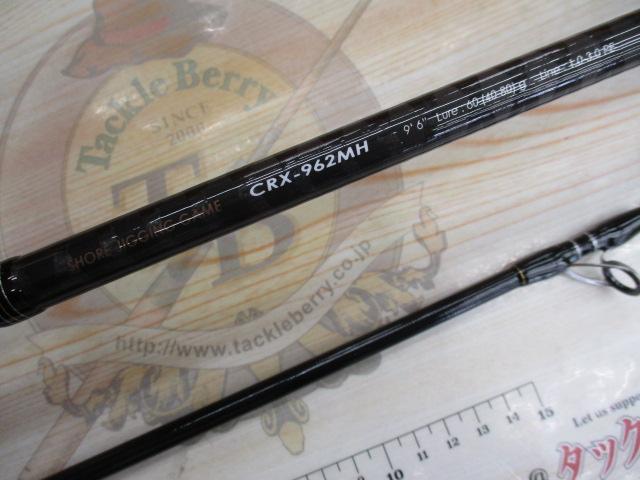 Tackle Berry
SINCE
2000
TB
SHORE JIGGING GAME
CRX-962MH
9'6" Lure : 60 (40-80) g Line : 1.0-3.0 PE
http://www.tackleberry.co.jp
10 11 12 13 14 15
Let us suppo
@タック